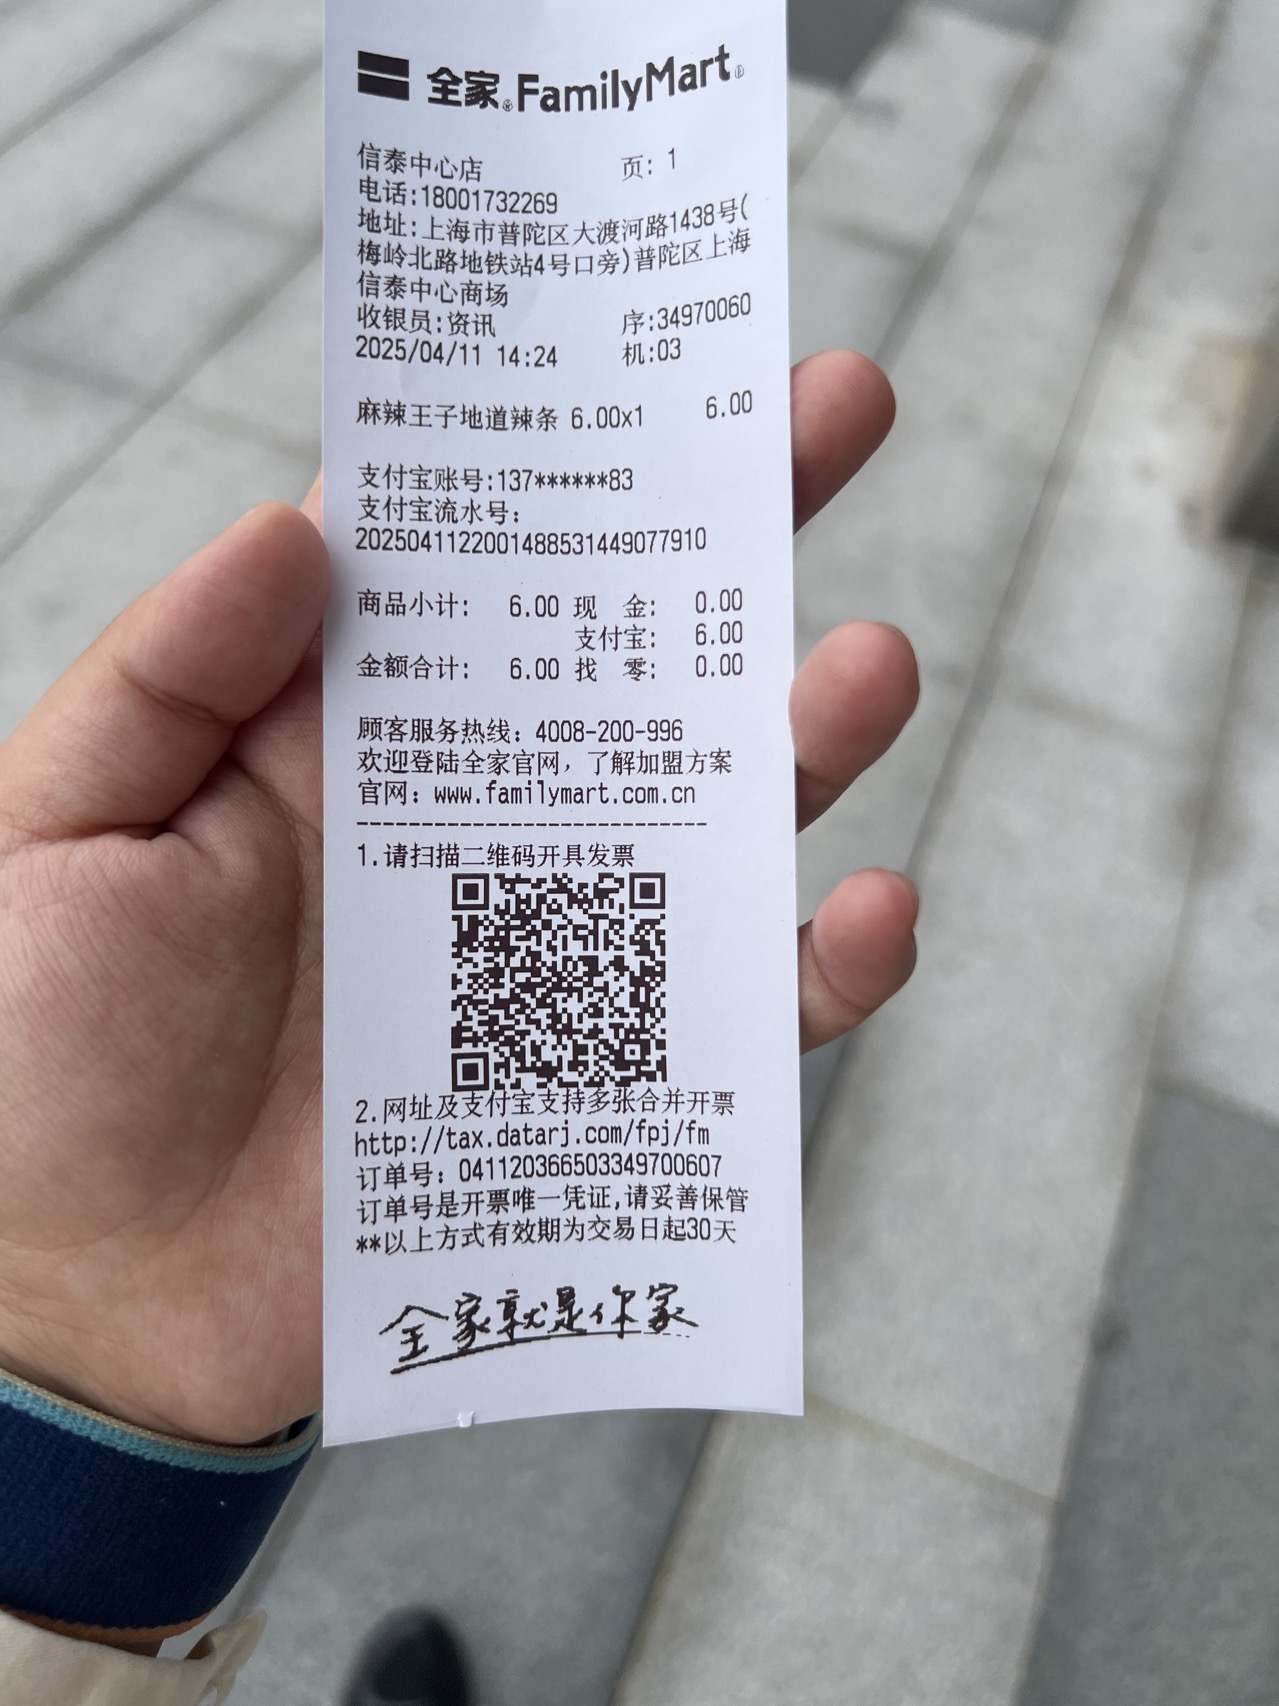 全家® FamilyMart®
信泰中心店 页: 1
电话:18001732269
地址:上海市普陀区大渡河路1438号(
梅岭北路地铁站4号口旁)普陀区上海
信泰中心商场
收银员:资讯 序:34970060
2025/04/11 14:24 机:03
麻辣王子地道辣条 6.00x1 6.00
支付宝账号:137******83
支付宝流水号:
2025041122001488531449077910
商品小计: 6.00 现 金: 0.00
支付宝: 6.00
金额合计: 6.00 找 零: 0.00
顾客服务热线: 4008-200-996
欢迎登陆全家官网，了解加盟方案
官网: www.familymart.com.cn
----------------------------
1.请扫描二维码开具发票
2.网址及支付宝支持多张合并开票
http://tax.datarj.com/fpj/fm
订单号: 041120366503349700607
订单号是开票唯一凭证,请妥善保管
**以上方式有效期为交易日起30天
全家就是你家